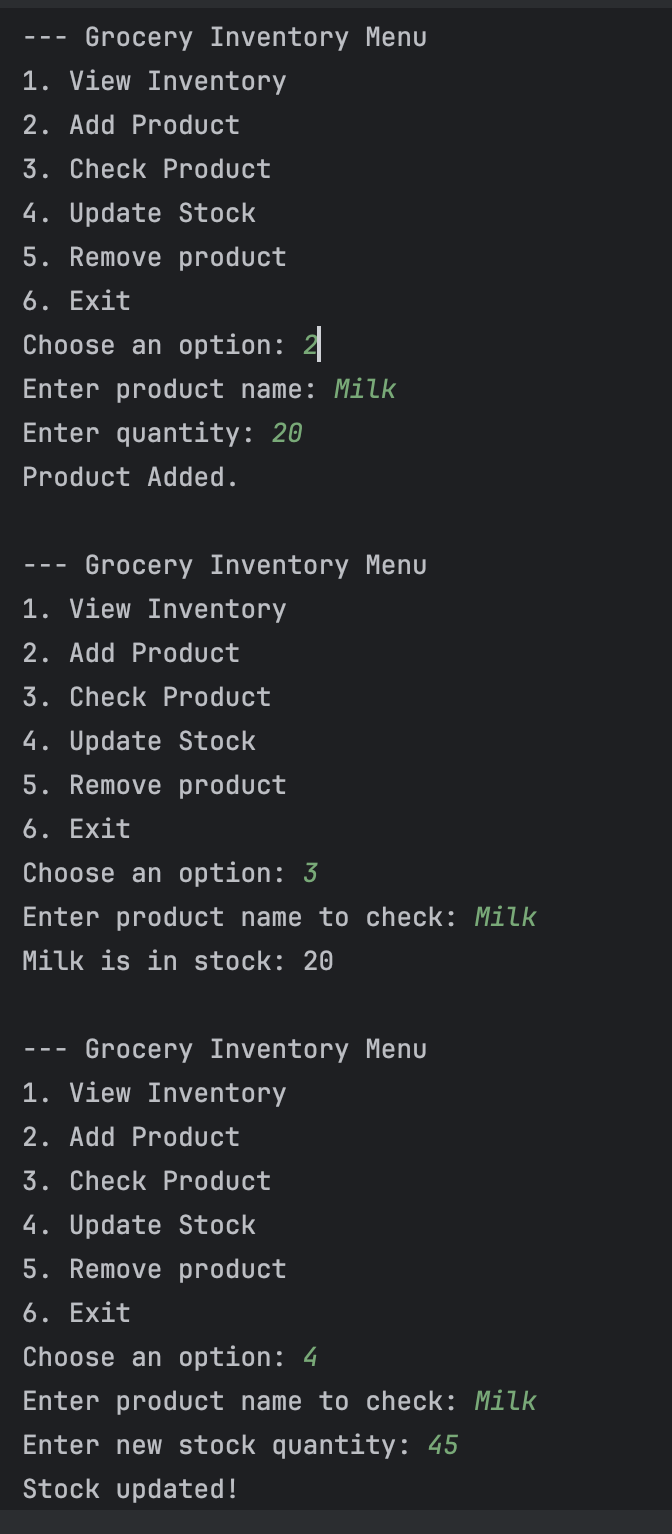 --- Grocery Inventory Menu
1. View Inventory
2. Add Product
3. Check Product
4. Update Stock
5. Remove product
6. Exit
Choose an option: 2
Enter product name: Milk
Enter quantity: 20
Product Added.
--- Grocery Inventory Menu
1. View Inventory
2. Add Product
3. Check Product
4. Update Stock
5. Remove product
6. Exit
Choose an option: 3
Enter product name to check: Milk
Milk is in stock: 20
--- Grocery Inventory Menu
1. View Inventory
2. Add Product
3. Check Product
4. Update Stock
5. Remove product
6. Exit
Choose an option: 4
Enter product name to check: Milk
Enter new stock quantity: 45
Stock updated!